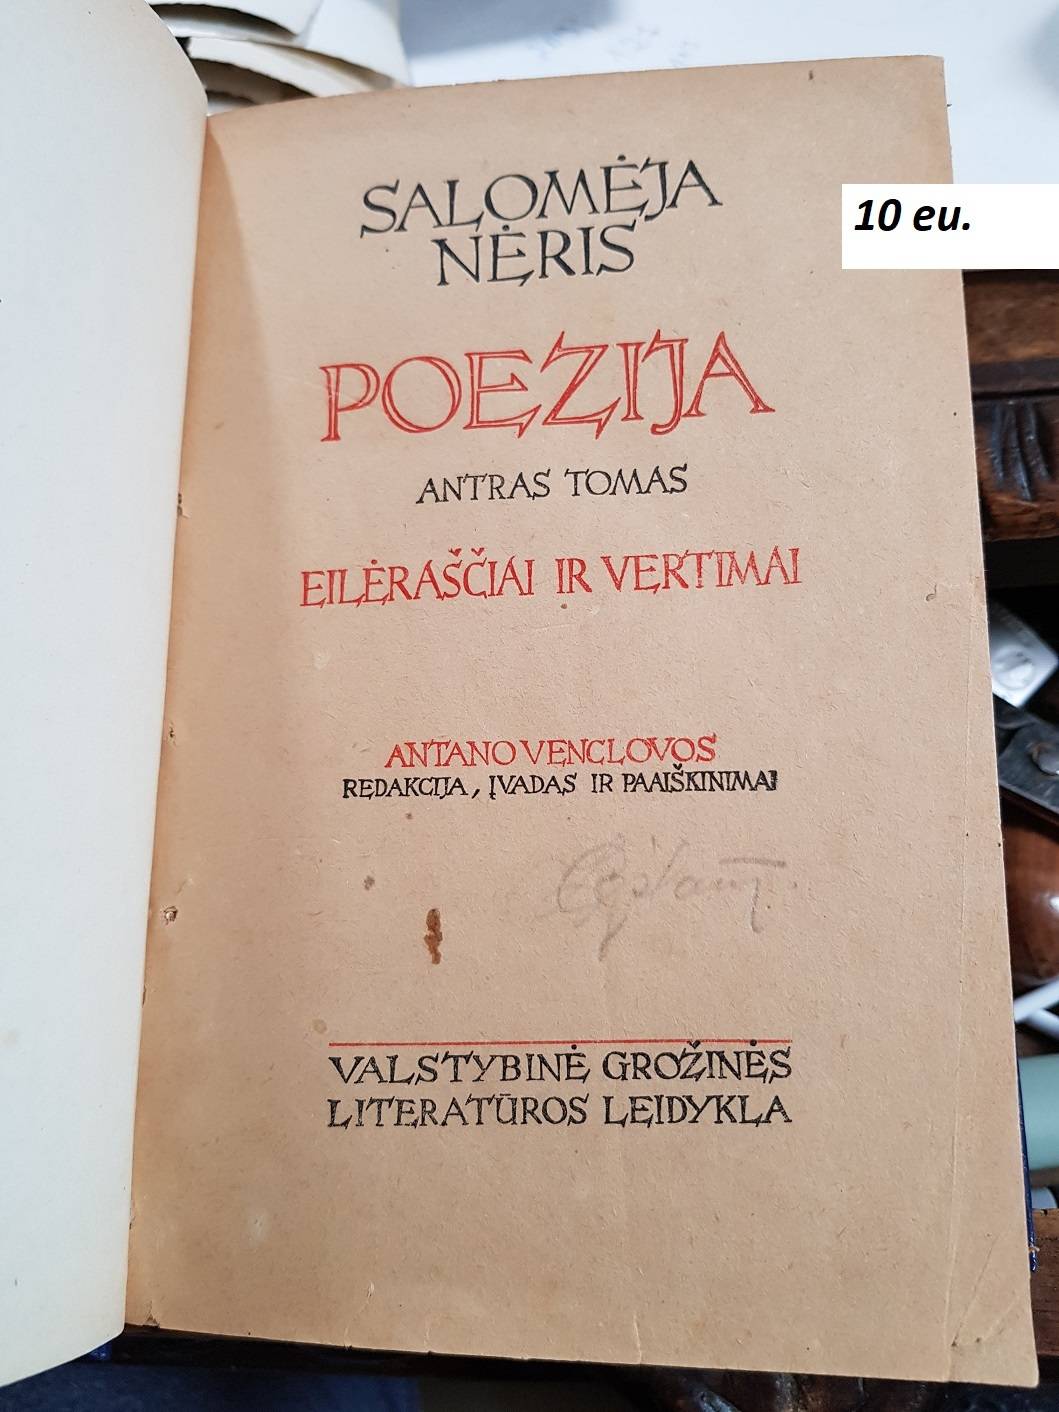 SALOMĖJA
NĖRIS
POEZIJA
ANTRAS TOMAS
EILĖRAŠČIAI IR VERTIMAI
ANTANO VENCLOVOS
REDAKCIJA, ĮVADAS IR PAAIŠKINIMAI
VALSTYBINĖ GROŽINĖS
LITERATŪROS LEIDYKLA
10 eu.